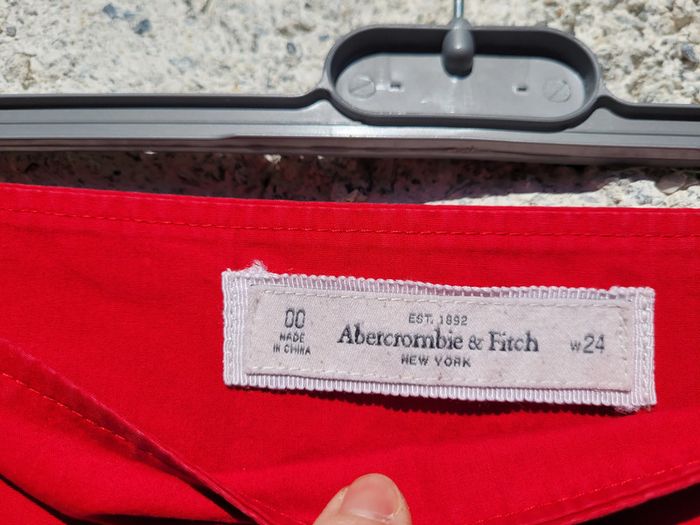 00
MADE
IN CHINA
EST. 1892
Abercrombie & Fitch
NEW YORK
W24